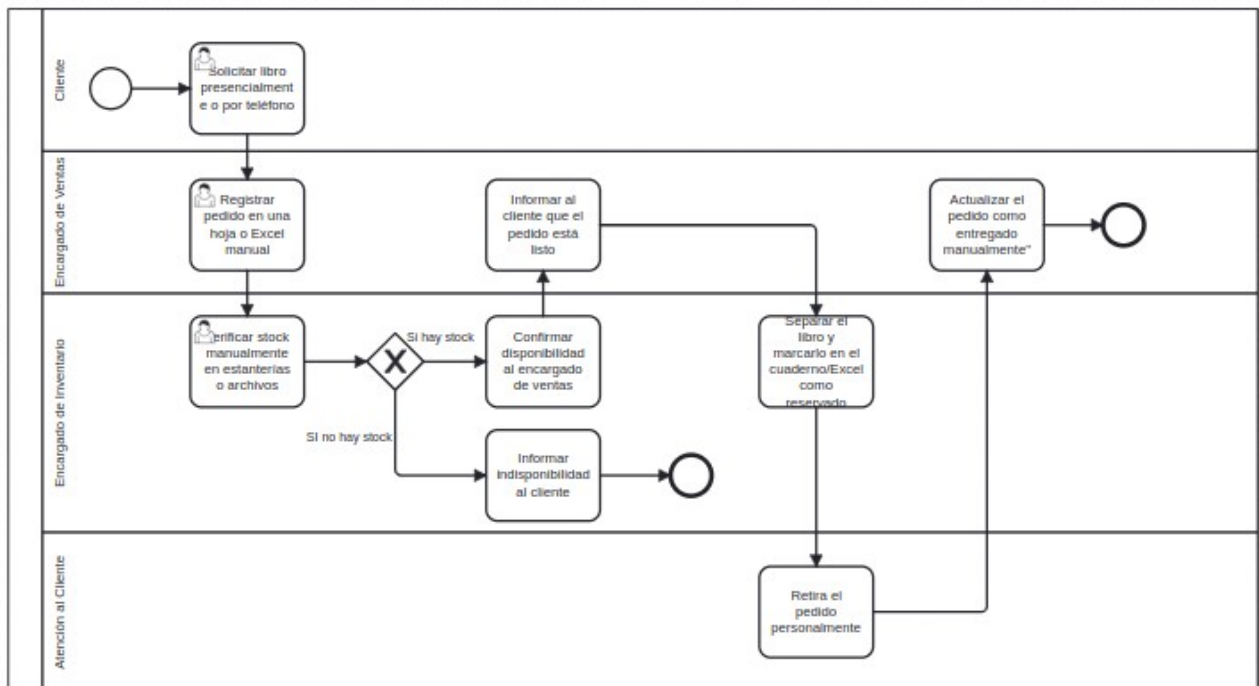 Cliente
Solicitar libro
presencialment
e o por teléfono
Encargado de Ventas
Registrar
pedido en una
hoja o Excel
manual
Informar al
cliente que el
pedido está
listo
Actualizar el
pedido como
entregado
manualmente"
Encargado de Inventario
erificar stock
manualmente
en estanterías
o archivos
Si hay stock
SI no hay stock
Confirmar
disponibilidad
al encargado
de ventas
Informar
indisponibilidad
al cliente
Separar el
libro y
marcarlo en el
cuaderno/Excel
como
reservado
Atención al Cliente
Retira el
pedido
personalmente